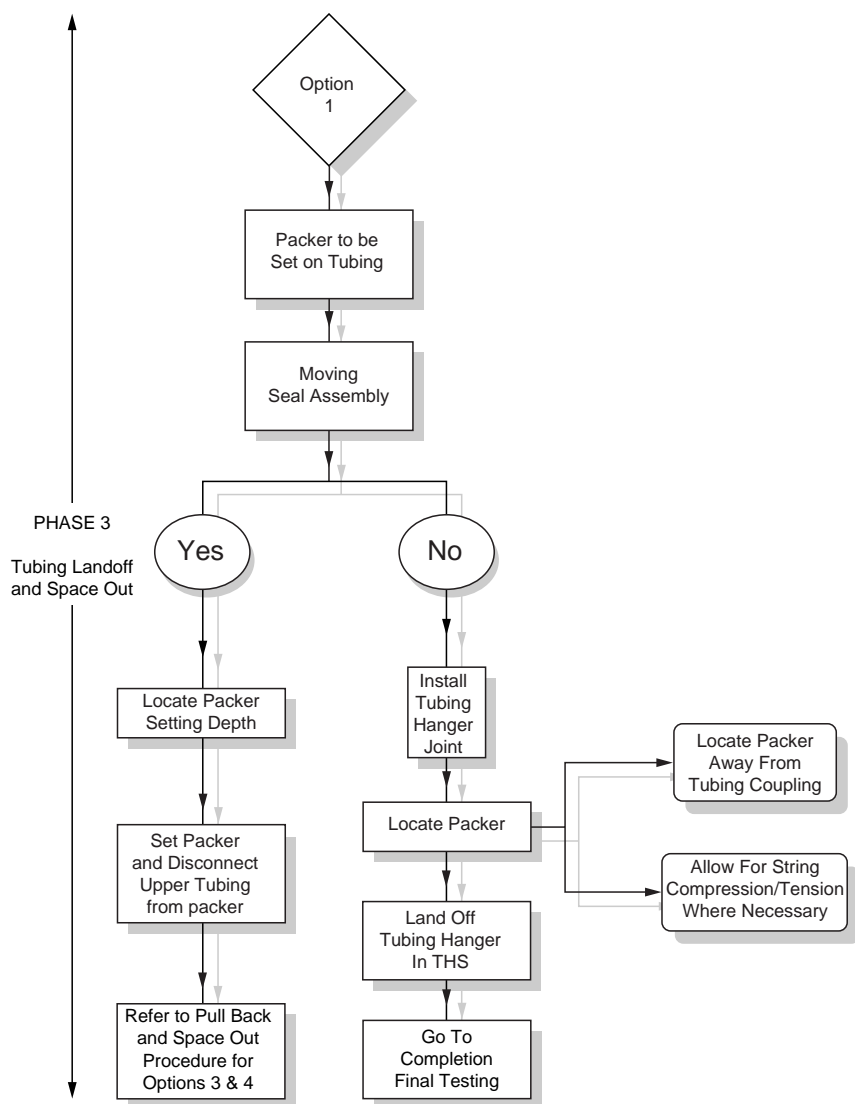 Option
1
Packer to be
Set on Tubing
Moving
Seal Assembly
PHASE 3
Tubing Landoff
and Space Out
Yes
No
Locate Packer
Setting Depth
Set Packer
and Disconnect
Upper Tubing
from packer
Refer to Pull Back
and Space Out
Procedure for
Options 3 & 4
Install
Tubing
Hanger
Joint
Locate Packer
Locate Packer
Away From
Tubing Coupling
Allow For String
Compression/Tension
Where Necessary
Land Off
Tubing Hanger
In THS
Go To
Completion
Final Testing